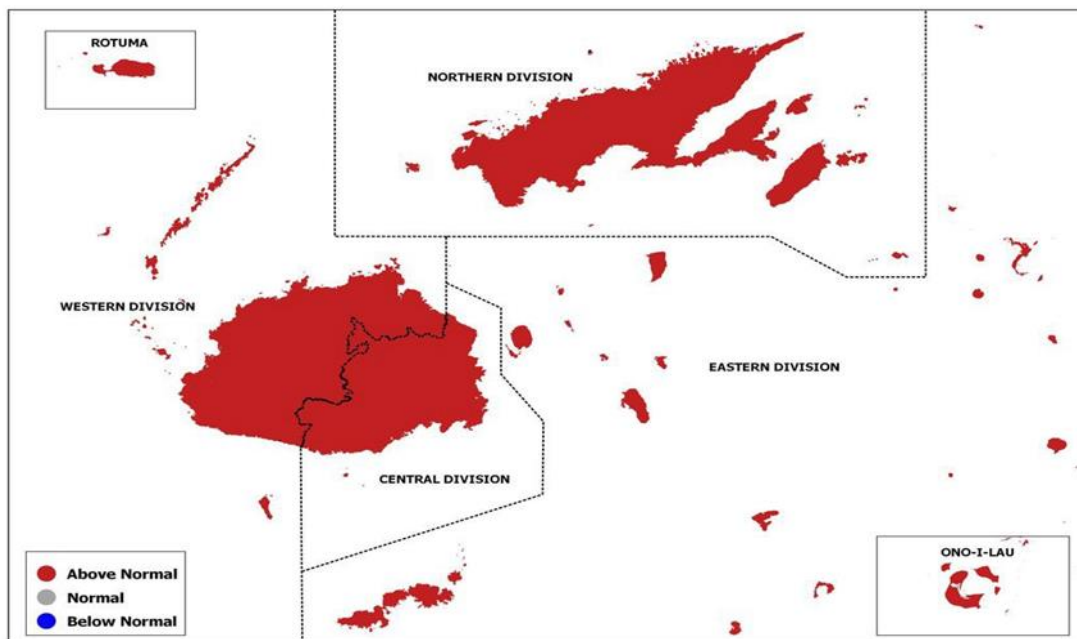 ROTUMA
NORTHERN DIVISION
WESTERN DIVISION
EASTERN DIVISION
CENTRAL DIVISION
ONO-I-LAU
Above Normal
Normal
Below Normal